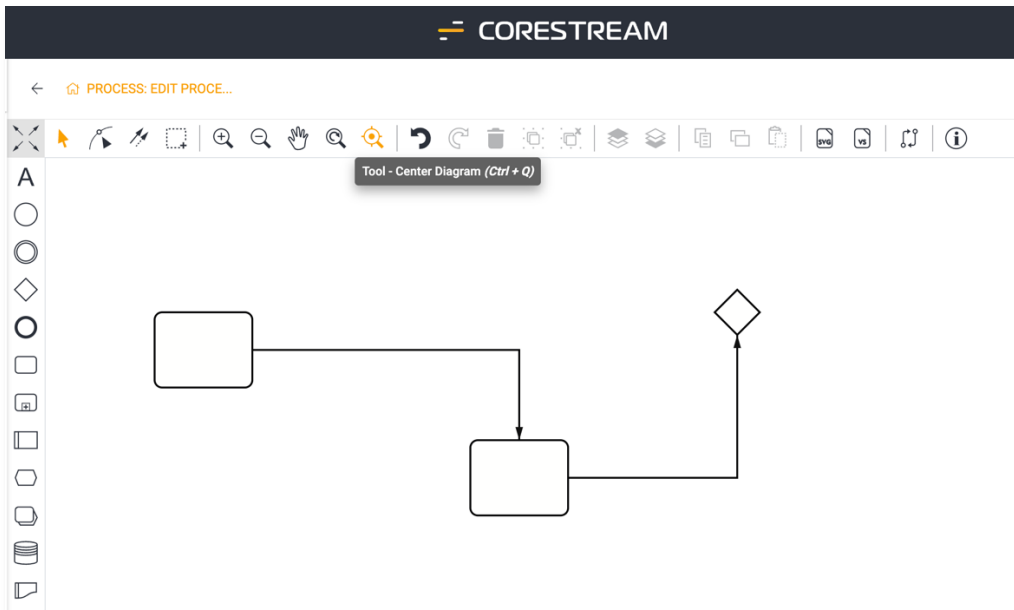 CORESTREAM
PROCESS: EDIT PROCE...
SVG
VS
Tool - Center Diagram (Ctrl + Q)
A